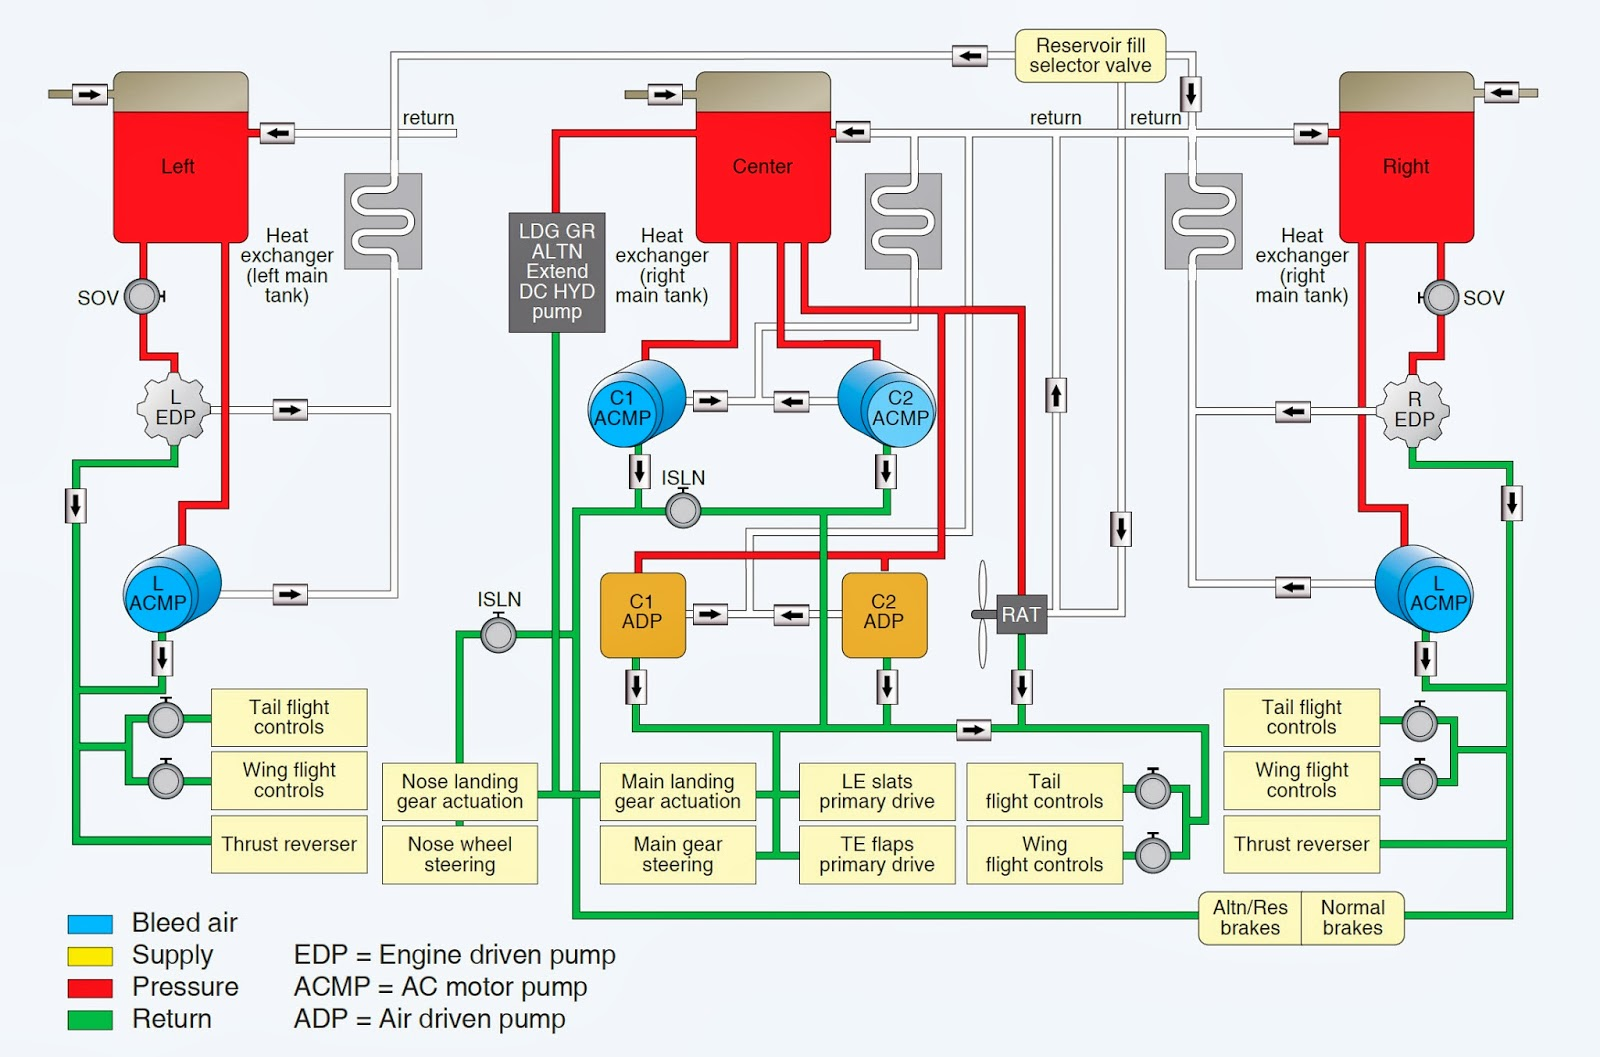 Reservoir fill
selector valve
return
return
return
Left
Center
Right
Heat
exchanger
(left main
tank)
LDG GR
ALTN
Extend
DC HYD
pump
Heat
exchanger
(right
main tank)
Heat
exchanger
(right
main tank)
SOV
SOV
L
EDP
C1
ACMP
C2
ACMP
R
EDP
ISLN
L
ACMP
ISLN
C1
ADP
C2
ADP
RAT
L
ACMP
Tail flight
controls
Wing flight
controls
Thrust reverser
Nose landing
gear actuation
Nose wheel
steering
Main landing
gear actuation
Main gear
steering
LE slats
primary drive
TE flaps
primary drive
Tail
flight controls
Wing
flight controls
Tail flight
controls
Wing flight
controls
Thrust reverser
Altn/Res
brakes
Normal
brakes
Bleed air
Supply
Pressure
Return
EDP = Engine driven pump
ACMP = AC motor pump
ADP = Air driven pump